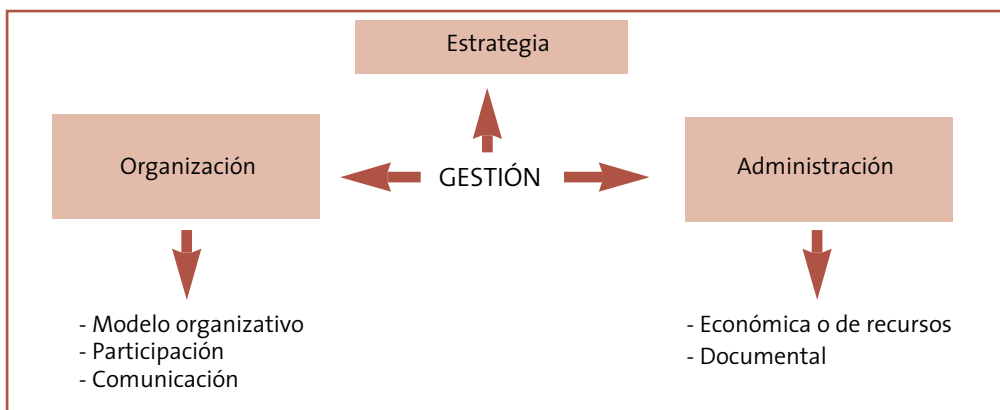 Estrategia
Organización
GESTIÓN
Administración
- Modelo organizativo
- Participación
- Comunicación
- Económica o de recursos
- Documental